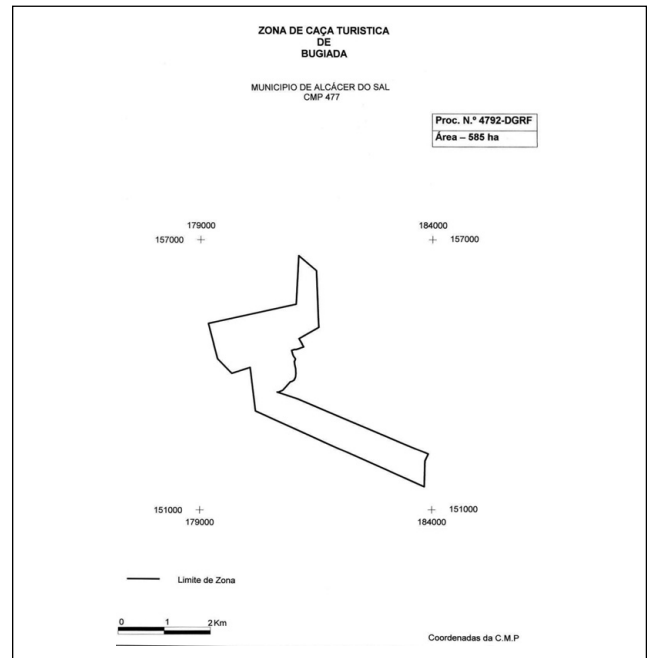 ZONA DE CAÇA TURISTICA
DE
BUGIADA
MUNICIPIO DE ALCÁCER DO SAL
CMP 477
Proc. N.º 4792-DGRF
Área – 585 ha
179000 184000
157000 157000
151000 151000
179000 184000
Limite de Zona
0 1 2 Km
Coordenadas da C.M.P